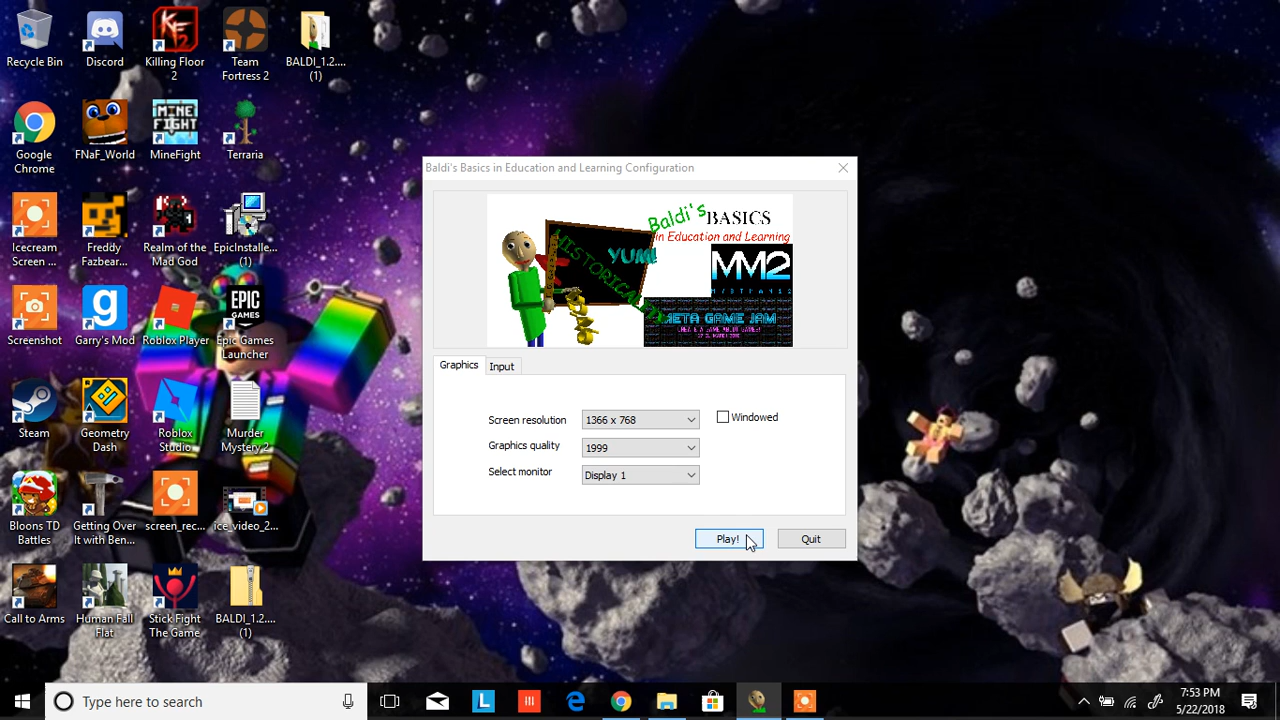 Recycle Bin
Discord
Killing Floor
2
Team
Fortress 2
BALDI_1.2....
(1)
Google
Chrome
FNaF_World
MINE
FIGHT
MineFight
Terraria
Icecream
Screen ...
Freddy
Fazbear...
Realm of the
Mad God
EpicInstalle...
(1)
Screenshot
Garry's Mod
Roblox Player
EPIC
GAMES
Epic Games
Launcher
Steam
Geometry
Dash
Roblox
Studio
Murder
Mystery 2
Bloons TD
Battles
Getting Over
It with Ben...
screen_rec...
ice_video_2...
Call to Arms
Human Fall
Flat
Stick Fight
The Game
BALDI_1.2....
(1)
Baldi's Basics in Education and Learning Configuration
Baldi's BASICS
in Education and Learning
YUM!
MM2
META GAME JAM
Graphics
Input
Screen resolution
1366 x 768
Windowed
Graphics quality
1999
Select monitor
Display 1
Play!
Quit
Type here to search
7:53 PM
5/22/2018